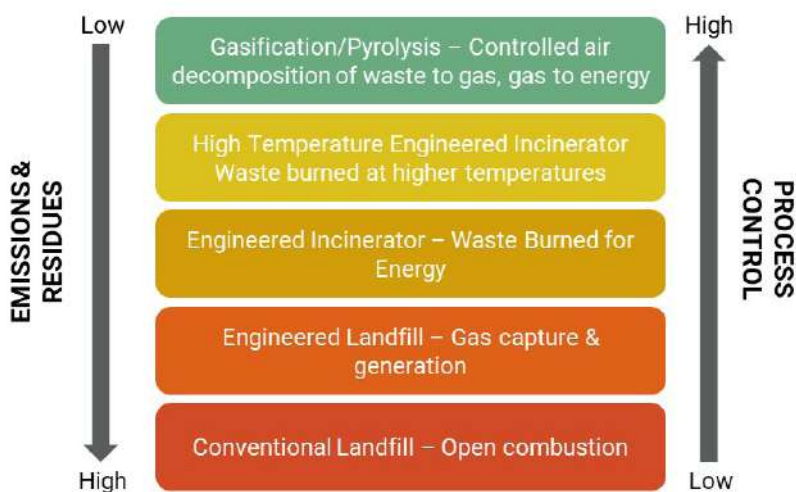 Low
High
Gasification/Pyrolysis – Controlled air
decomposition of waste to gas, gas to energy
High Temperature Engineered Incinerator
Waste burned at higher temperatures
EMISSIONS &
RESIDUES
PROCESS
CONTROL
Engineered Incinerator – Waste Burned for
Energy
Engineered Landfill – Gas capture &
generation
Conventional Landfill – Open combustion
High
Low